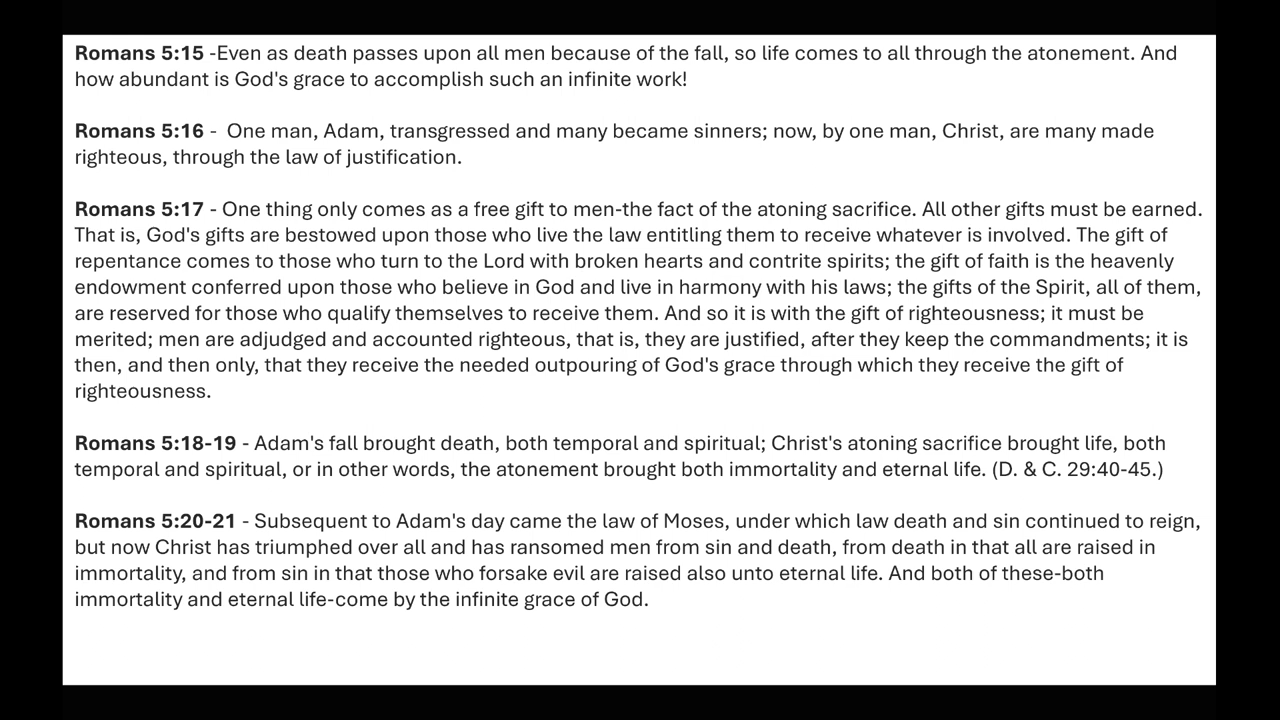 Romans 5:15 -Even as death passes upon all men because of the fall, so life comes to all through the atonement. And
how abundant is God's grace to accomplish such an infinite work!
Romans 5:16 -  One man, Adam, transgressed and many became sinners; now, by one man, Christ, are many made
righteous, through the law of justification.
Romans 5:17 - One thing only comes as a free gift to men-the fact of the atoning sacrifice. All other gifts must be earned.
That is, God's gifts are bestowed upon those who live the law entitling them to receive whatever is involved. The gift of
repentance comes to those who turn to the Lord with broken hearts and contrite spirits; the gift of faith is the heavenly
endowment conferred upon those who believe in God and live in harmony with his laws; the gifts of the Spirit, all of them,
are reserved for those who qualify themselves to receive them. And so it is with the gift of righteousness; it must be
merited; men are adjudged and accounted righteous, that is, they are justified, after they keep the commandments; it is
then, and then only, that they receive the needed outpouring of God's grace through which they receive the gift of
righteousness.
Romans 5:18-19 - Adam's fall brought death, both temporal and spiritual; Christ's atoning sacrifice brought life, both
temporal and spiritual, or in other words, the atonement brought both immortality and eternal life. (D. & C. 29:40-45.)
Romans 5:20-21 - Subsequent to Adam's day came the law of Moses, under which law death and sin continued to reign,
but now Christ has triumphed over all and has ransomed men from sin and death, from death in that all are raised in
immortality, and from sin in that those who forsake evil are raised also unto eternal life. And both of these-both
immortality and eternal life-come by the infinite grace of God.